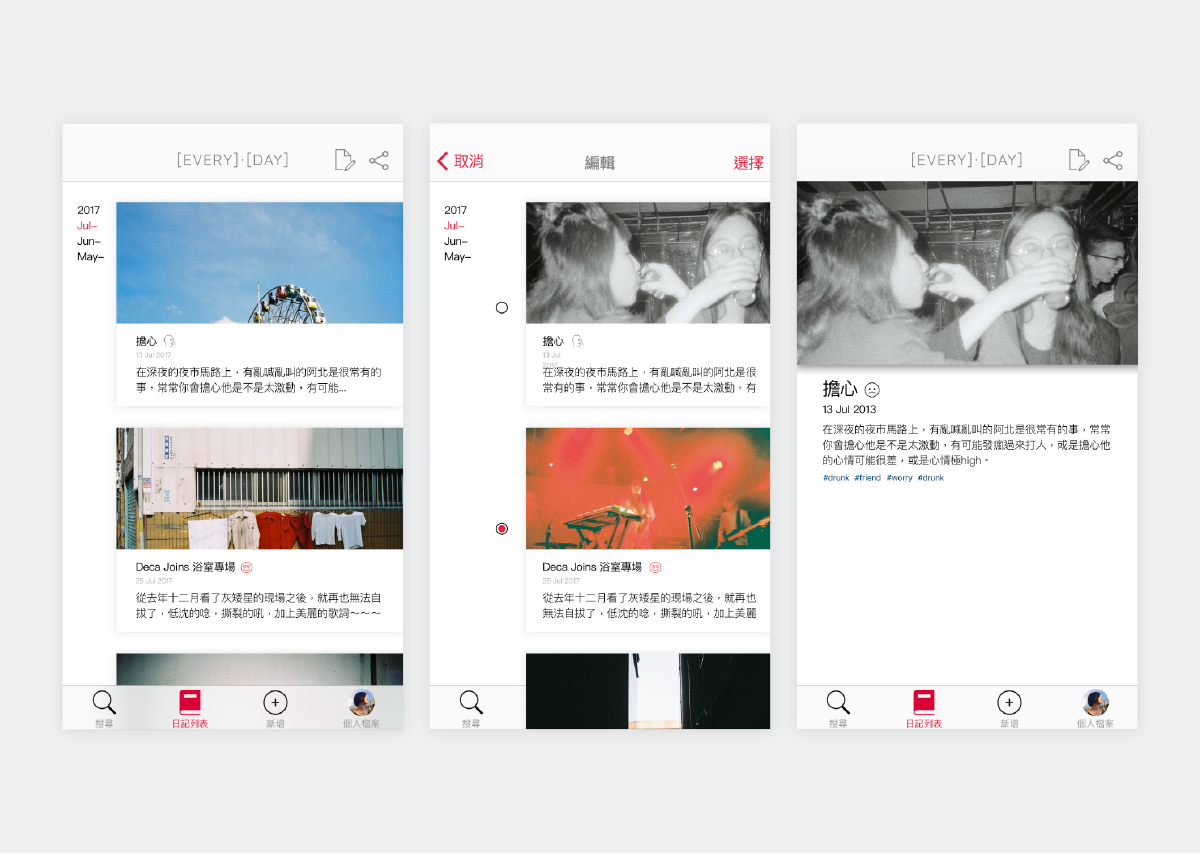 [EVERY]·[DAY]
2017
Jul–
Jun–
May–
擔心
13 Jul 2017
在深夜的夜市馬路上，有亂喊亂叫的阿北是很常有的
事，常常你會擔心他是不是太激動，有可能...
Deca Joins 浴室專場
25 Jul 2017
從去年十二月看了灰矮星的現場之後，就再也無法自
拔了，低沈的唸，撕裂的吼，加上美麗的歌詞～～～
搜尋
日記列表
新增
個人檔案
取消
編輯
選擇
2017
Jul–
Jun–
May–
擔心
13 Jul
2017
在深夜的夜市馬路上，有亂喊亂叫的阿北是很
常有的事，常常你會擔心他是不是太激動，有
Deca Joins 浴室專場
25 Jul 2017
從去年十二月看了灰矮星的現場之後，就再也
無法自拔了，低沈的唸，撕裂的吼，加上美麗
搜尋
[EVERY]·[DAY]
擔心
13 Jul 2013
在深夜的夜市馬路上，有亂喊亂叫的阿北是很常有的事，常常
你會擔心他是不是太激動，有可能發瘋過來打人，或是擔心他
的心情可能很差，或是心情極high。
#drunk #friend #worry #drunk
搜尋
日記列表
新增
個人檔案